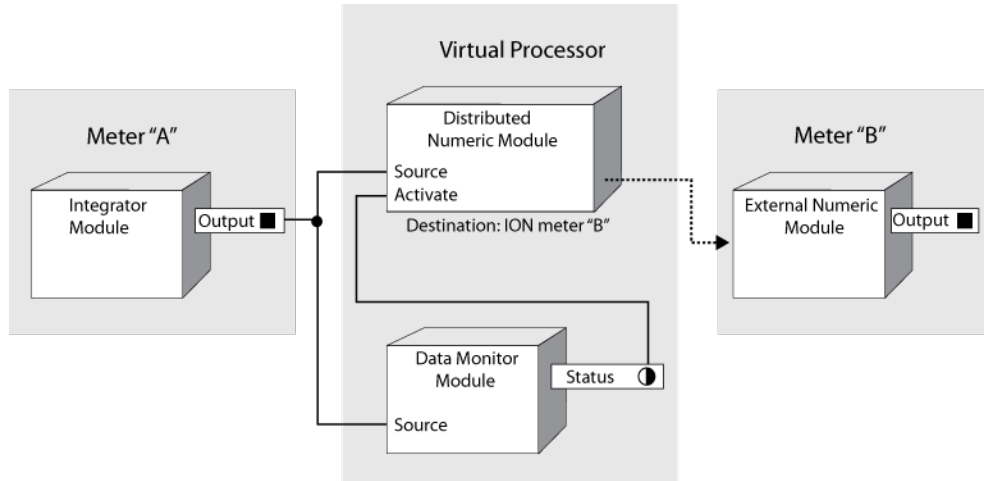 Virtual Processor
Meter “A”
Integrator
Module
Output
Distributed
Numeric Module
Source
Activate
Destination: ION meter “B”
Data Monitor
Module
Status
Source
Meter “B”
External Numeric
Module
Output